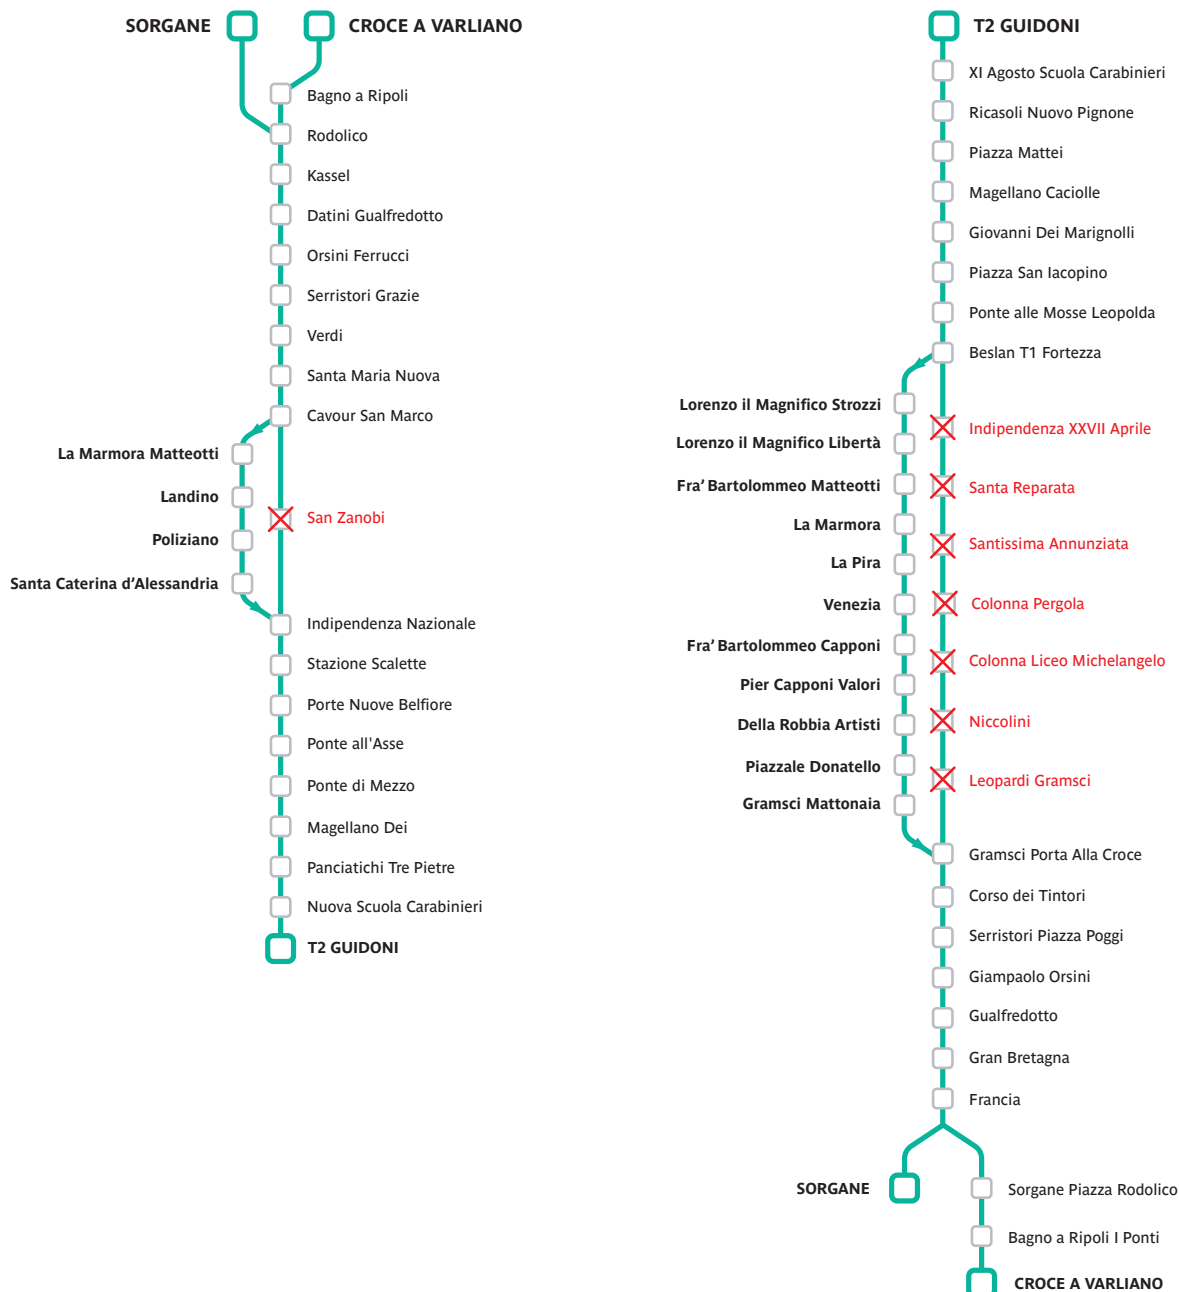 SORGANE
CROCE A VARLIANO
Bagno a Ripoli
Rodolico
Kassel
Datini Gualfredotto
Orsini Ferrucci
Serristori Grazie
Verdi
Santa Maria Nuova
Cavour San Marco
La Marmora Matteotti
Landino
San Zanobi
Poliziano
Santa Caterina d'Alessandria
Indipendenza Nazionale
Stazione Scalette
Porte Nuove Belfiore
Ponte all'Asse
Ponte di Mezzo
Magellano Dei
Panciatichi Tre Pietre
Nuova Scuola Carabinieri
T2 GUIDONI
T2 GUIDONI
XI Agosto Scuola Carabinieri
Ricasoli Nuovo Pignone
Piazza Mattei
Magellano Caciolle
Giovanni Dei Marignolli
Piazza San Iacopino
Ponte alle Mosse Leopolda
Beslan T1 Fortezza
Lorenzo il Magnifico Strozzi
Indipendenza XXVII Aprile
Lorenzo il Magnifico Libertà
Fra' Bartolommeo Matteotti
Santa Reparata
La Marmora
Santissima Annunziata
La Pira
Venezia
Colonna Pergola
Fra' Bartolommeo Capponi
Colonna Liceo Michelangelo
Pier Capponi Valori
Niccolini
Della Robbia Artisti
Piazzale Donatello
Leopardi Gramsci
Gramsci Mattonaia
Gramsci Porta Alla Croce
Corso dei Tintori
Serristori Piazza Poggi
Giampaolo Orsini
Gualfredotto
Gran Bretagna
Francia
SORGANE
Sorgane Piazza Rodolico
Bagno a Ripoli I Ponti
CROCE A VARLIANO